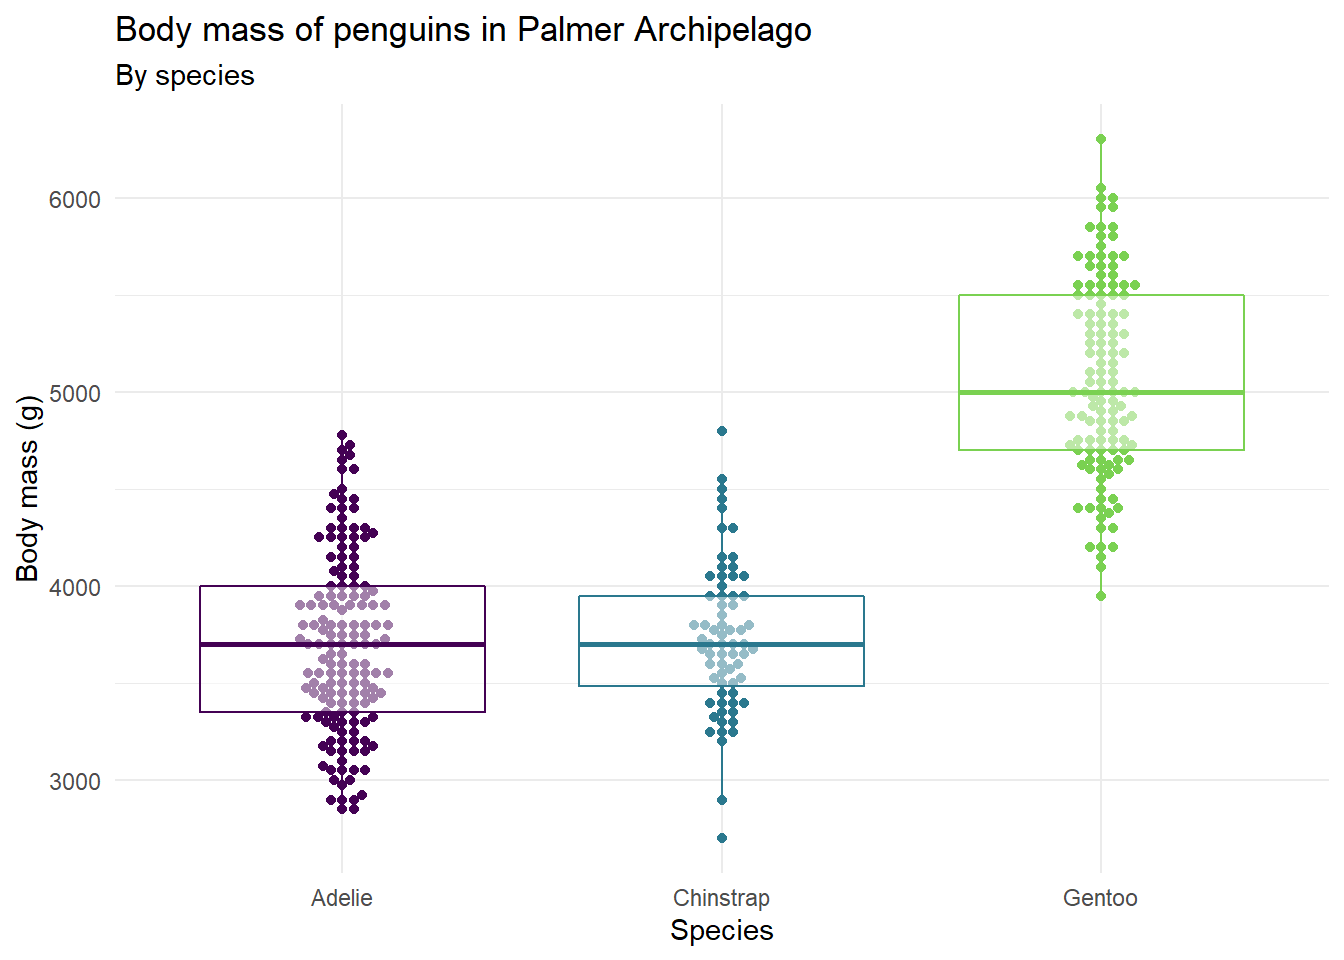 Body mass of penguins in Palmer Archipelago
By species
6000
5000
4000
3000
Body mass (g)
Adelie
Chinstrap
Gentoo
Species